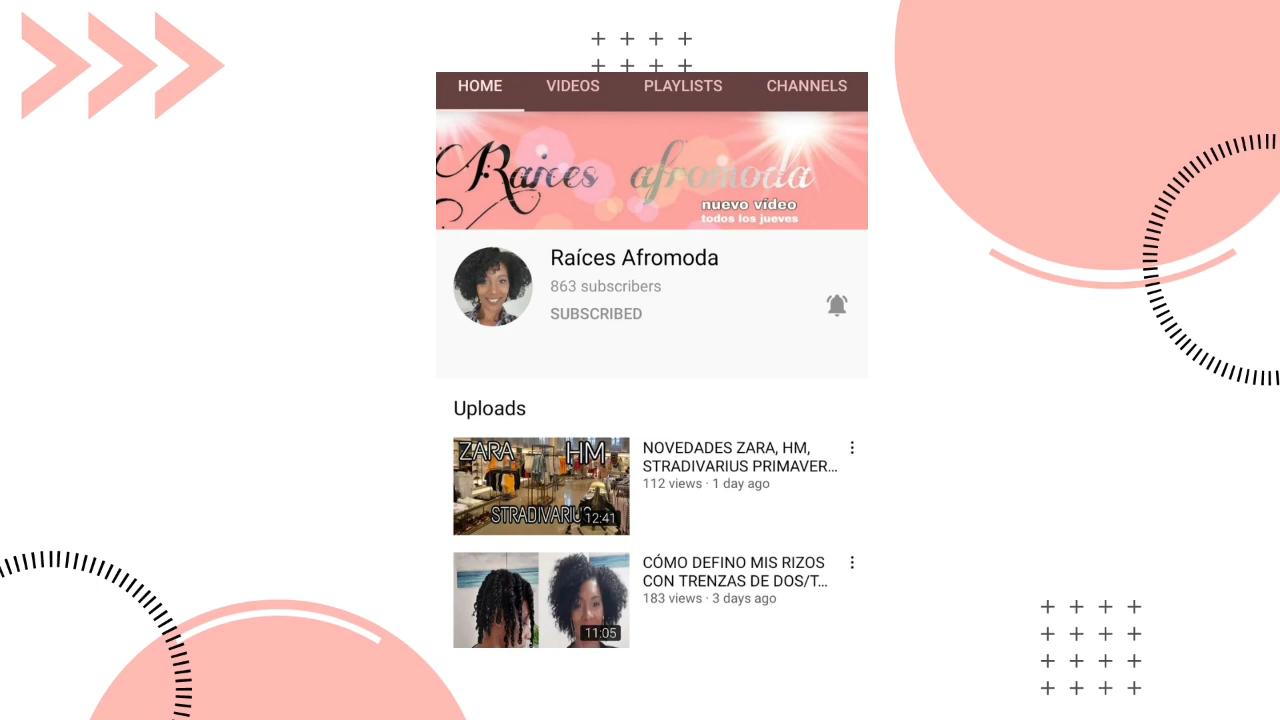 HOME VIDEOS PLAYLISTS CHANNELS
Raíces afromoda
nuevo vídeo
todos los jueves
Raíces Afromoda
863 subscribers
SUBSCRIBED
Uploads
ZARA HM
STRADIVARIUS
12:41
NOVEDADES ZARA, HM,
STRADIVARIUS PRIMAVER...
112 views · 1 day ago
11:05
CÓMO DEFINO MIS RIZOS
CON TRENZAS DE DOS/T...
183 views · 3 days ago